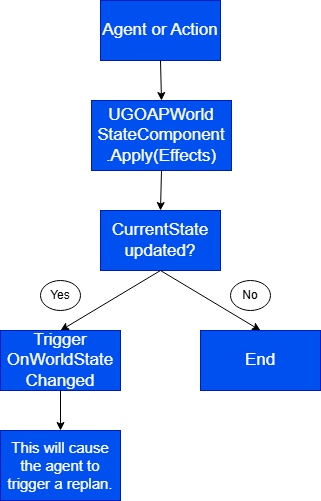 Agent or Action
UGOAPWorld
StateComponent
.Apply(Effects)
CurrentState
updated?
Yes
No
Trigger
OnWorldState
Changed
End
This will cause
the agent to
trigger a replan.